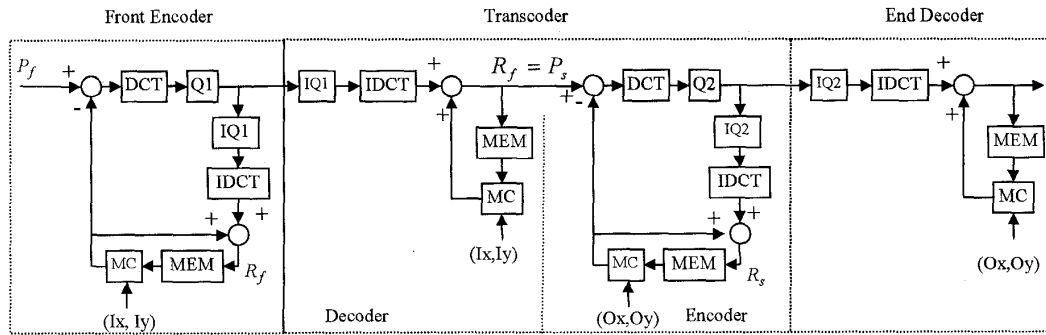 Front Encoder
Transcoder
End Decoder
P_f
+
-
DCT
Q1
IQ1
IDCT
+
+
R_f
MEM
MC
(Ix, Iy)
IQ1
IDCT
+
+
MEM
MC
(Ix,Iy)
Decoder
R_f = P_s
+
-
DCT
Q2
IQ2
IDCT
+
+
R_s
MEM
MC
(Ox,Oy)
Encoder
IQ2
IDCT
+
+
MEM
MC
(Ox,Oy)